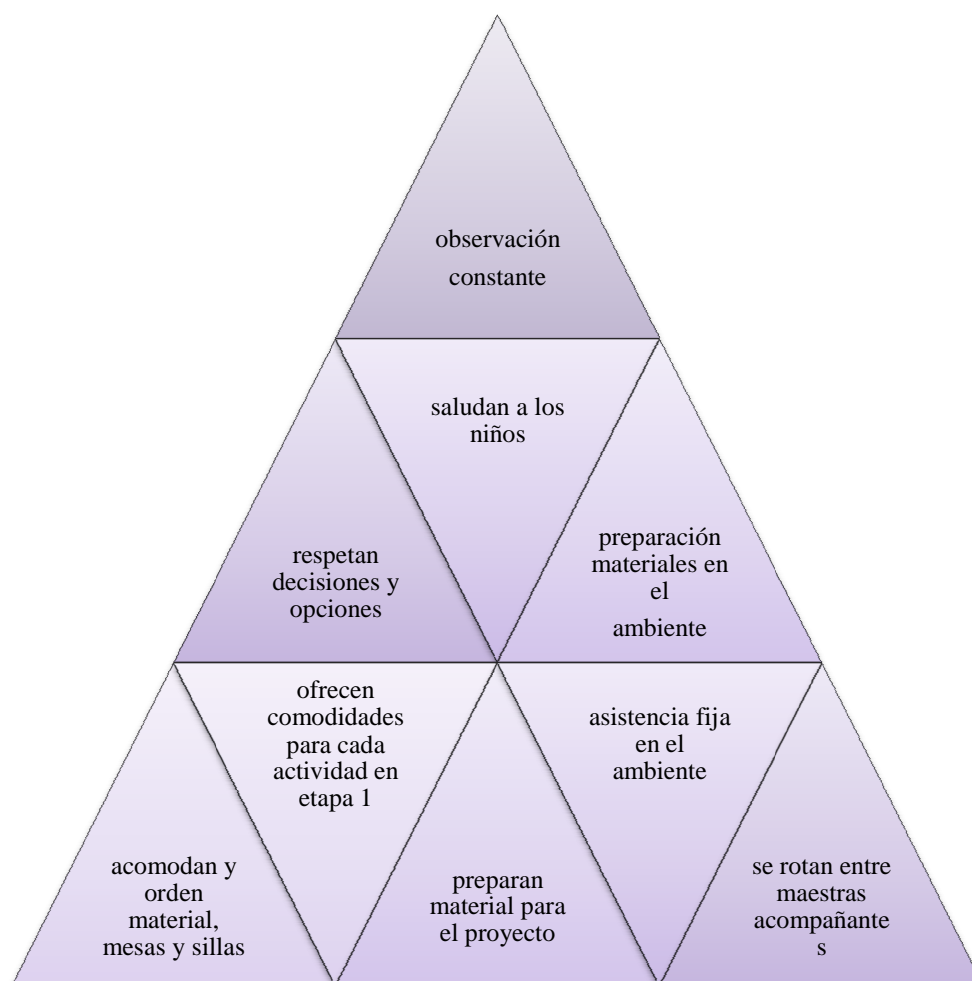 observación
constante
saludan a los
niños
respetan
decisiones y
opciones
preparación
materiales en
el
ambiente
ofrecen
comodidades
para cada
actividad en
etapa 1
asistencia fija
en el
ambiente
acomodan y
orden
material,
mesas y sillas
preparan
material para
el proyecto
se rotan entre
maestras
acompañante
s